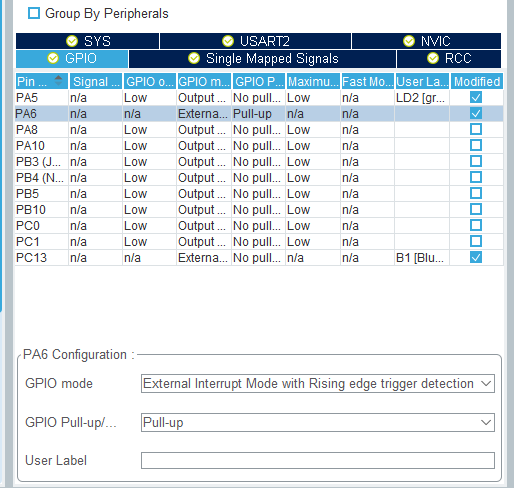 Group By Peripherals
SYS USART2 NVIC
GPIO Single Mapped Signals RCC
Pin ... Signal ... GPIO o... GPIO m... GPIO P... Maximu... Fast Mo... User La... Modified
PA5 n/a Low Output ... No pull... Low n/a LD2 [gr...
PA6 n/a n/a Externa... Pull-up n/a n/a
PA8 n/a Low Output ... No pull... Low n/a
PA10 n/a Low Output ... No pull... Low n/a
PB3 (J... n/a Low Output ... No pull... Low n/a
PB4 (N... n/a Low Output ... No pull... Low n/a
PB5 n/a Low Output ... No pull... Low n/a
PB10 n/a Low Output ... No pull... Low n/a
PC0 n/a Low Output ... No pull... Low n/a
PC1 n/a Low Output ... No pull... Low n/a
PC13 n/a n/a Externa... No pull... n/a n/a B1 [Blu...
PA6 Configuration :
GPIO mode External Interrupt Mode with Rising edge trigger detection
GPIO Pull-up/... Pull-up
User Label